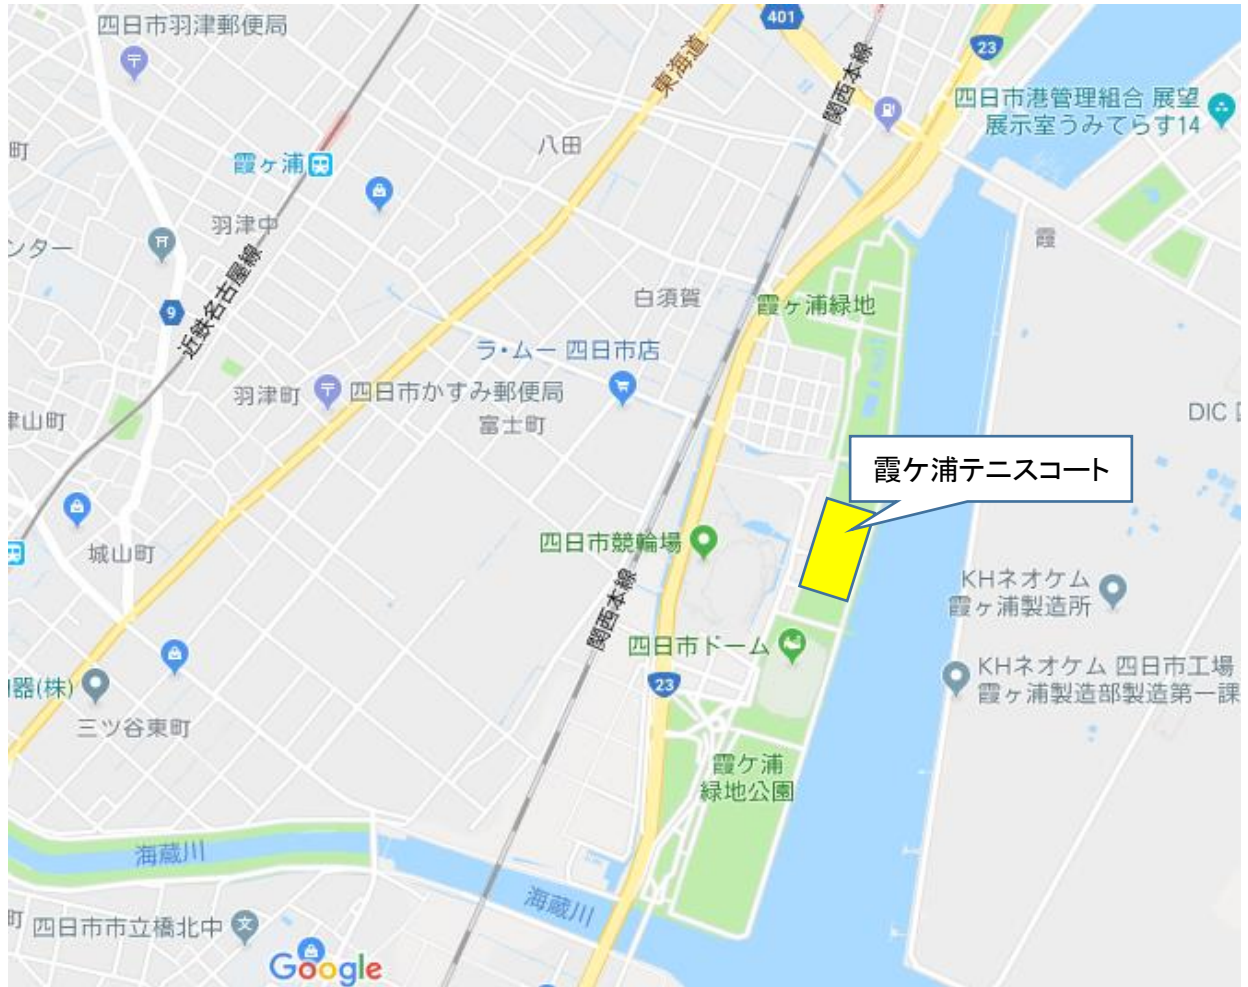 四日市羽津郵便局
401
23
東海道
関西本線
四日市港管理組合 展望
展示室うみてらす14
町
八田
霞ヶ浦
羽津中
ンター
霞
近鉄名古屋線
白須賀
霞ヶ浦緑地
9
ラ・ムー 四日市店
羽津町
四日市かすみ郵便局
富士町
津山町
DIC
霞ケ浦テニスコート
四日市競輪場
城山町
KHネオケム
霞ヶ浦製造所
関西本線
四日市ドーム
23
KHネオケム 四日市工場
霞ヶ浦製造部製造第一課
器(株)
三ツ谷東町
霞ケ浦
緑地公園
海蔵川
海蔵川
町
四日市市立橋北中
文
Google